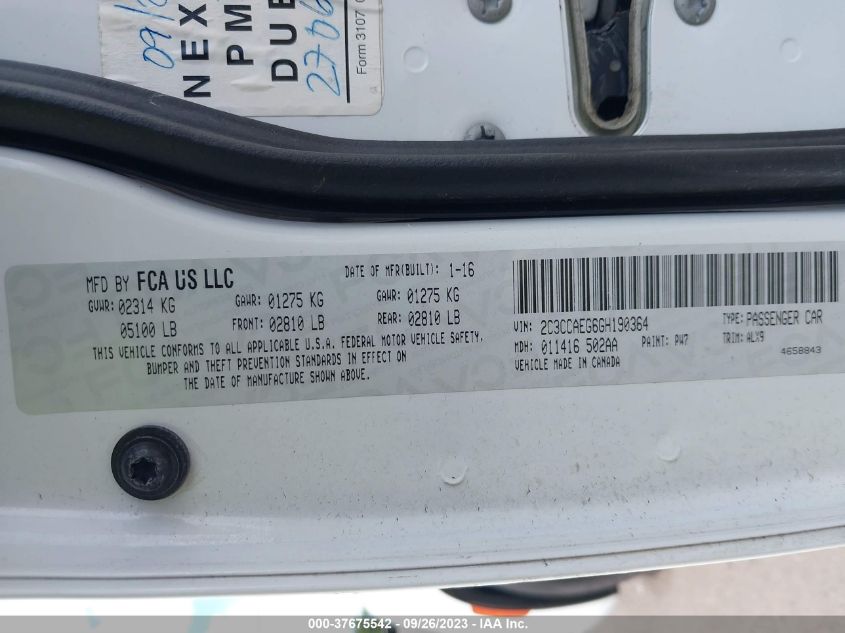 09/
NEX
PM
DUE
2706
Form 3107
MFD BY FCA US LLC
DATE OF MFR(BUILT): 1-16
GVWR: 02314 KG GAWR: 01275 KG GAWR: 01275 KG
05100 LB FRONT: 02810 LB REAR: 02810 LB
THIS VEHICLE CONFORMS TO ALL APPLICABLE U.S.A. FEDERAL MOTOR VEHICLE SAFETY,
BUMPER AND THEFT PREVENTION STANDARDS IN EFFECT ON
THE DATE OF MANUFACTURE SHOWN ABOVE.
VIN: 2C3CCAEG6GH190364 TYPE: PASSENGER CAR
MDH: 011416 502AA PAINT: PW7 TRIM: ALX9
VEHICLE MADE IN CANADA 4658843
000-37675542 - 09/26/2023 - IAA Inc.